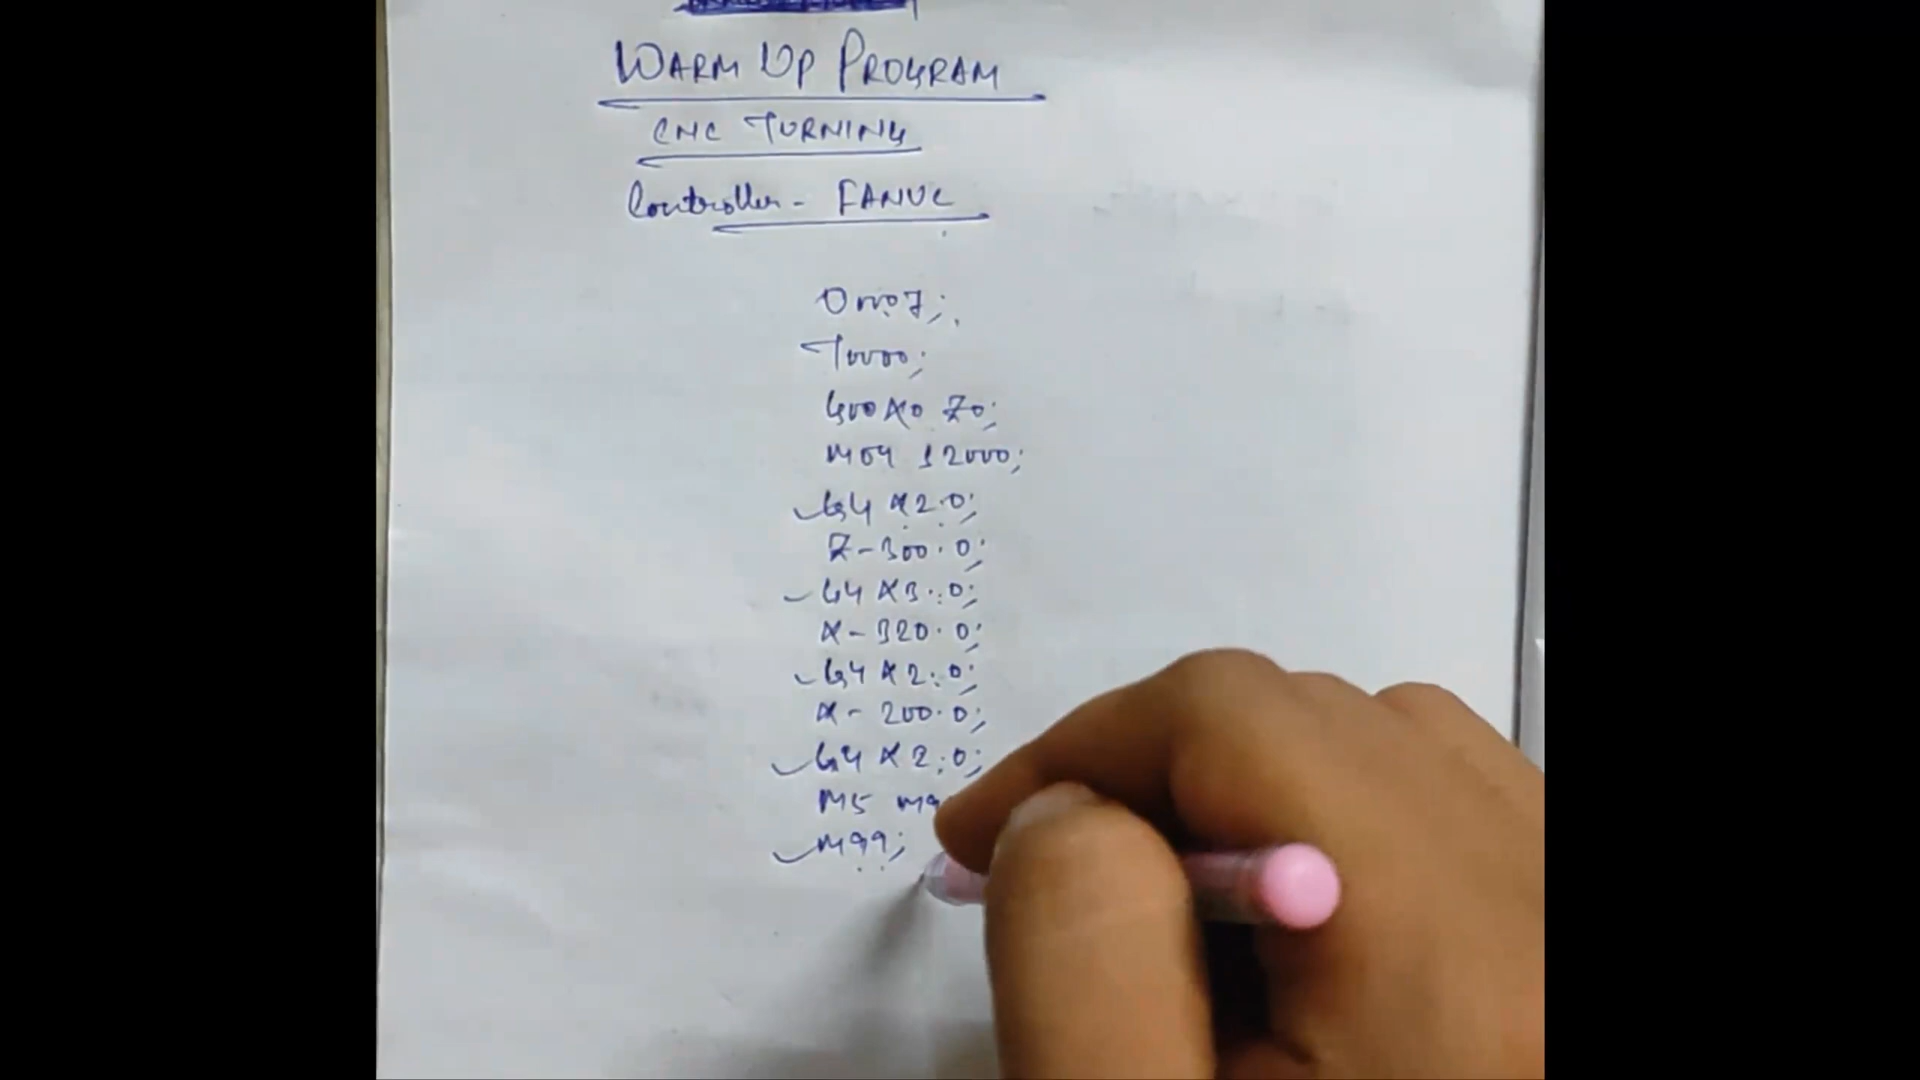 WARM UP PROGRAM
CNC TURNING
Controller - FANUC
O0007;
T0000;
G00 X0 Z0;
M04 S2000;
G4 X2.0;
Z-300.0;
G4 X3.0;
X-320.0;
G4 X2.0;
X-200.0;
G4 X2.0;
M5
M99;